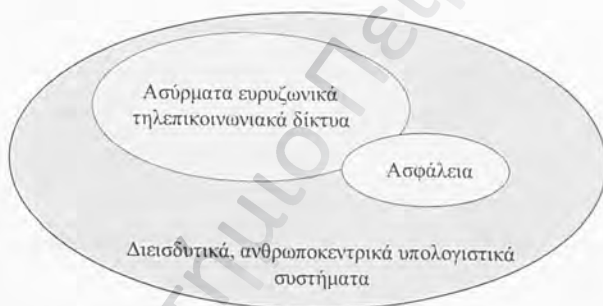 Ασύρματα ευρυζωνικά
τηλεπικοινωνιακά δίκτυα
Ασφάλεια
Διεισδυτικά, ανθρωποκεντρικά υπολογιστικά
συστήματα